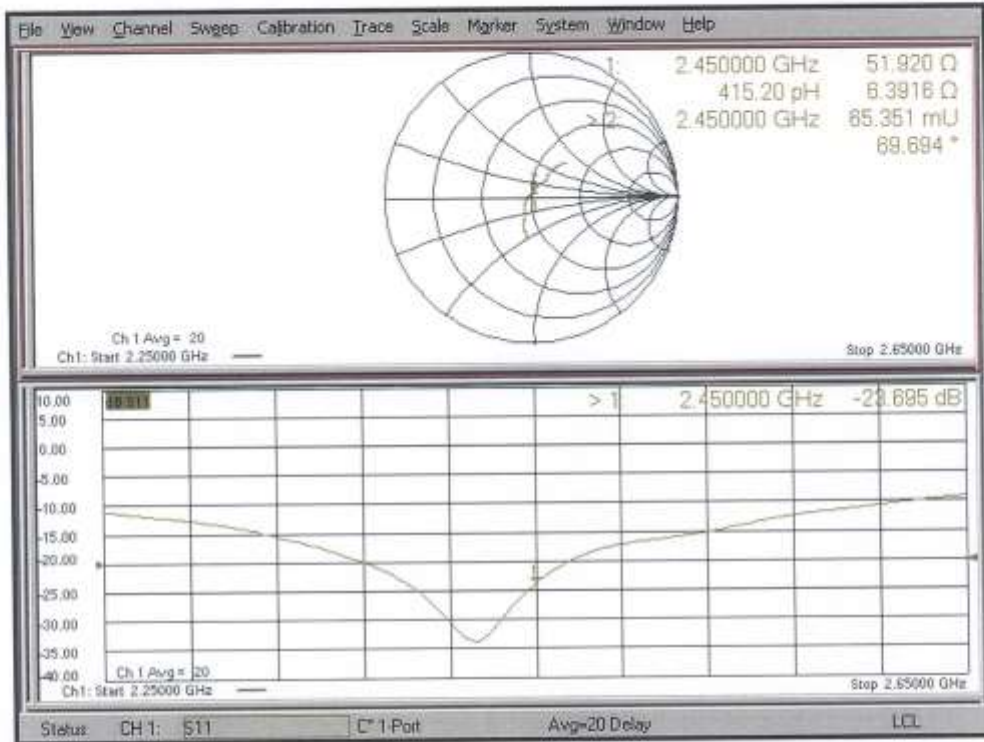 File View Channel Sweep Calibration Trace Scale Marker System Window Help
1: 2.450000 GHz 51.920 Ω
415.20 pH 6.3916 Ω
> 2: 2.450000 GHz 65.351 mU
69.694 °
Ch 1 Avg = 20
Ch1: Start 2.25000 GHz
Stop 2.65000 GHz
> 1 2.450000 GHz -23.695 dB
10.00
5.00
0.00
-5.00
-10.00
-15.00
-20.00
-25.00
-30.00
-35.00
-40.00
1
Ch 1 Avg = 20
Ch1: Start 2.25000 GHz
Stop 2.65000 GHz
Status CH 1: S11 C* 1-Port Avg=20 Delay LCL